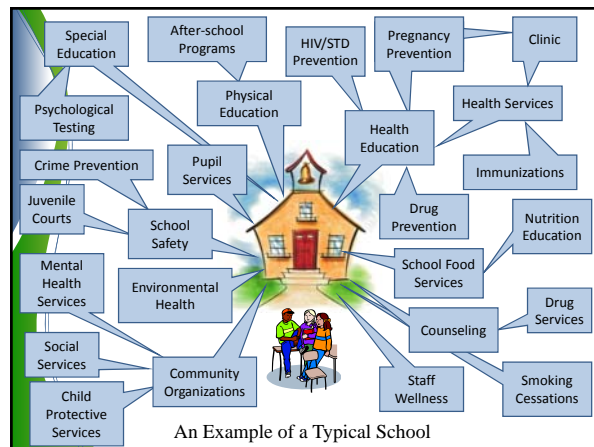 Special
Education
After-school
Programs
HIV/STD
Prevention
Pregnancy
Prevention
Clinic
Psychological
Testing
Physical
Education
Health Services
Health
Education
Crime Prevention
Pupil
Services
Immunizations
Juvenile
Courts
School
Safety
Drug
Prevention
Nutrition
Education
Mental
Health
Services
Environmental
Health
School Food
Services
Social
Services
Counseling
Drug
Services
Community
Organizations
Staff
Wellness
Smoking
Cessations
Child
Protective
Services
An Example of a Typical School